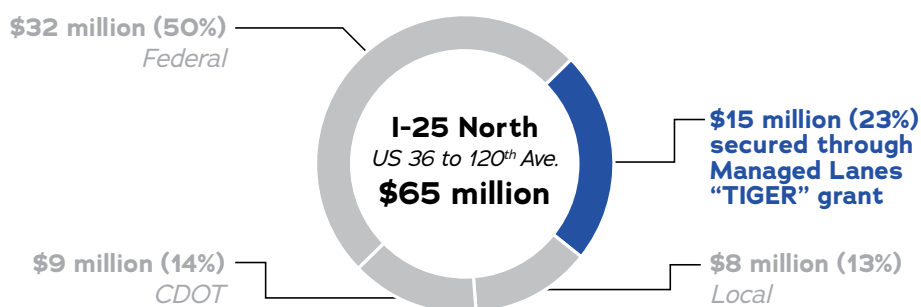 $32 million (50%)
Federal
I-25 North
US 36 to 120th Ave.
$65 million
$15 million (23%)
secured through
Managed Lanes
“TIGER” grant
$9 million (14%)
CDOT
$8 million (13%)
Local